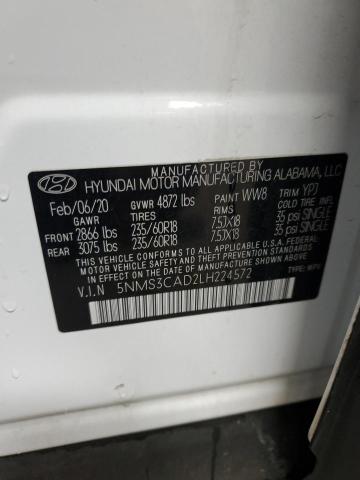 MANUFACTURED BY
HYUNDAI MOTOR MANUFACTURING ALABAMA, LLC
Feb/06/20 GVWR 4872 lbs PAINT WW8 TRIM YPJ
GAWR TIRES RIMS COLD
FRONT 2866 lbs 235/60R18 7.5JX18 35 psi SINGLE
REAR 3075 lbs 235/60R18 7.5JX18 35 psi SINGLE
THIS VEHICLE CONFORMS TO ALL APPLICABLE
FEDERAL MOTOR VEHICLE SAFETY, BUMPER, AND
THEFT PREVENTION STANDARDS IN EFFECT ON THE
DATE OF MANUFACTURE SHOWN ABOVE.
V.I.N 5NMS3CAD2LH224572 TYPE: MPV